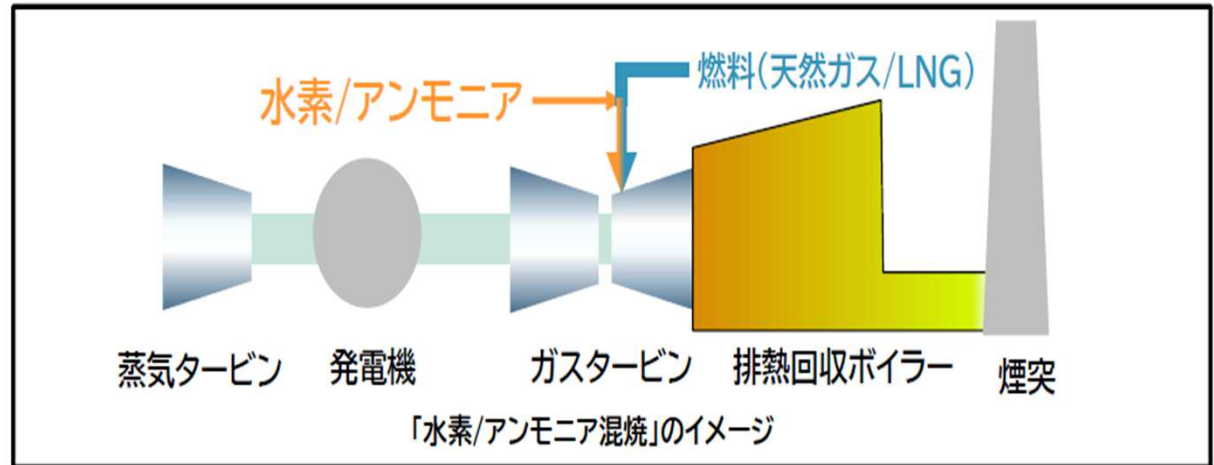 燃料(天然ガス/LNG)
水素/アンモニア
蒸気タービン
発電機
ガスタービン
排熱回収ボイラー
煙突
「水素/アンモニア混焼」のイメージ